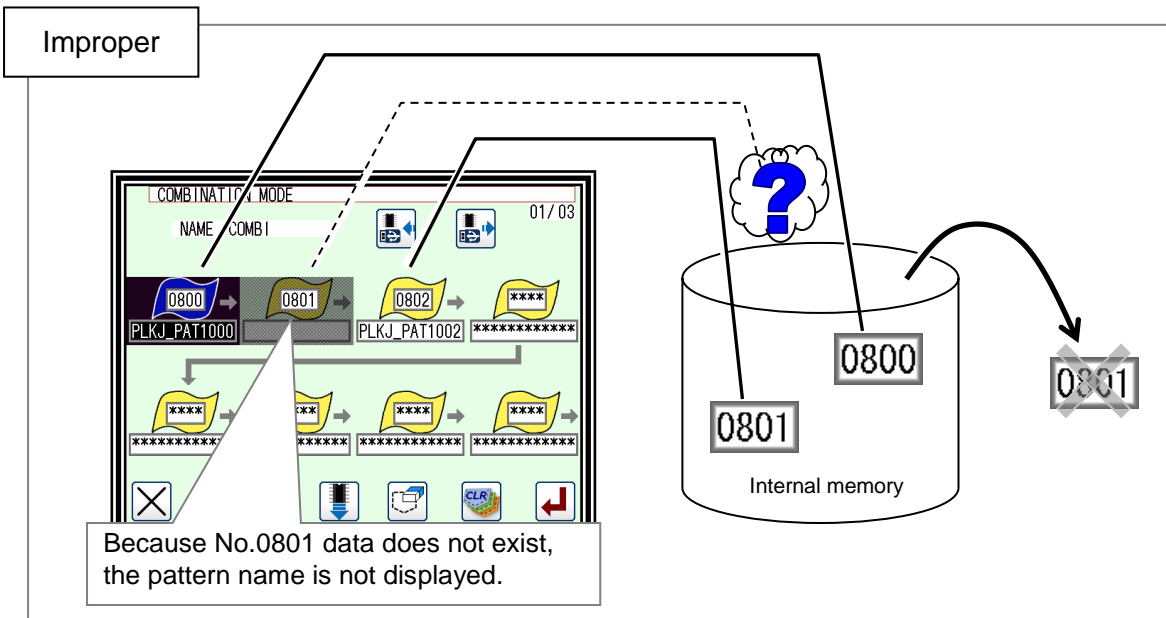 Improper
COMBINATION MODE
01/03
NAME COMBI
0800
0801
0802
****
PLKJ_PAT1000
PLKJ_PAT1002
************
****
**
****
****
***********
*******
************
************
CLR
Because No.0801 data does not exist,
the pattern name is not displayed.
?
0800
0801
Internal memory
0801